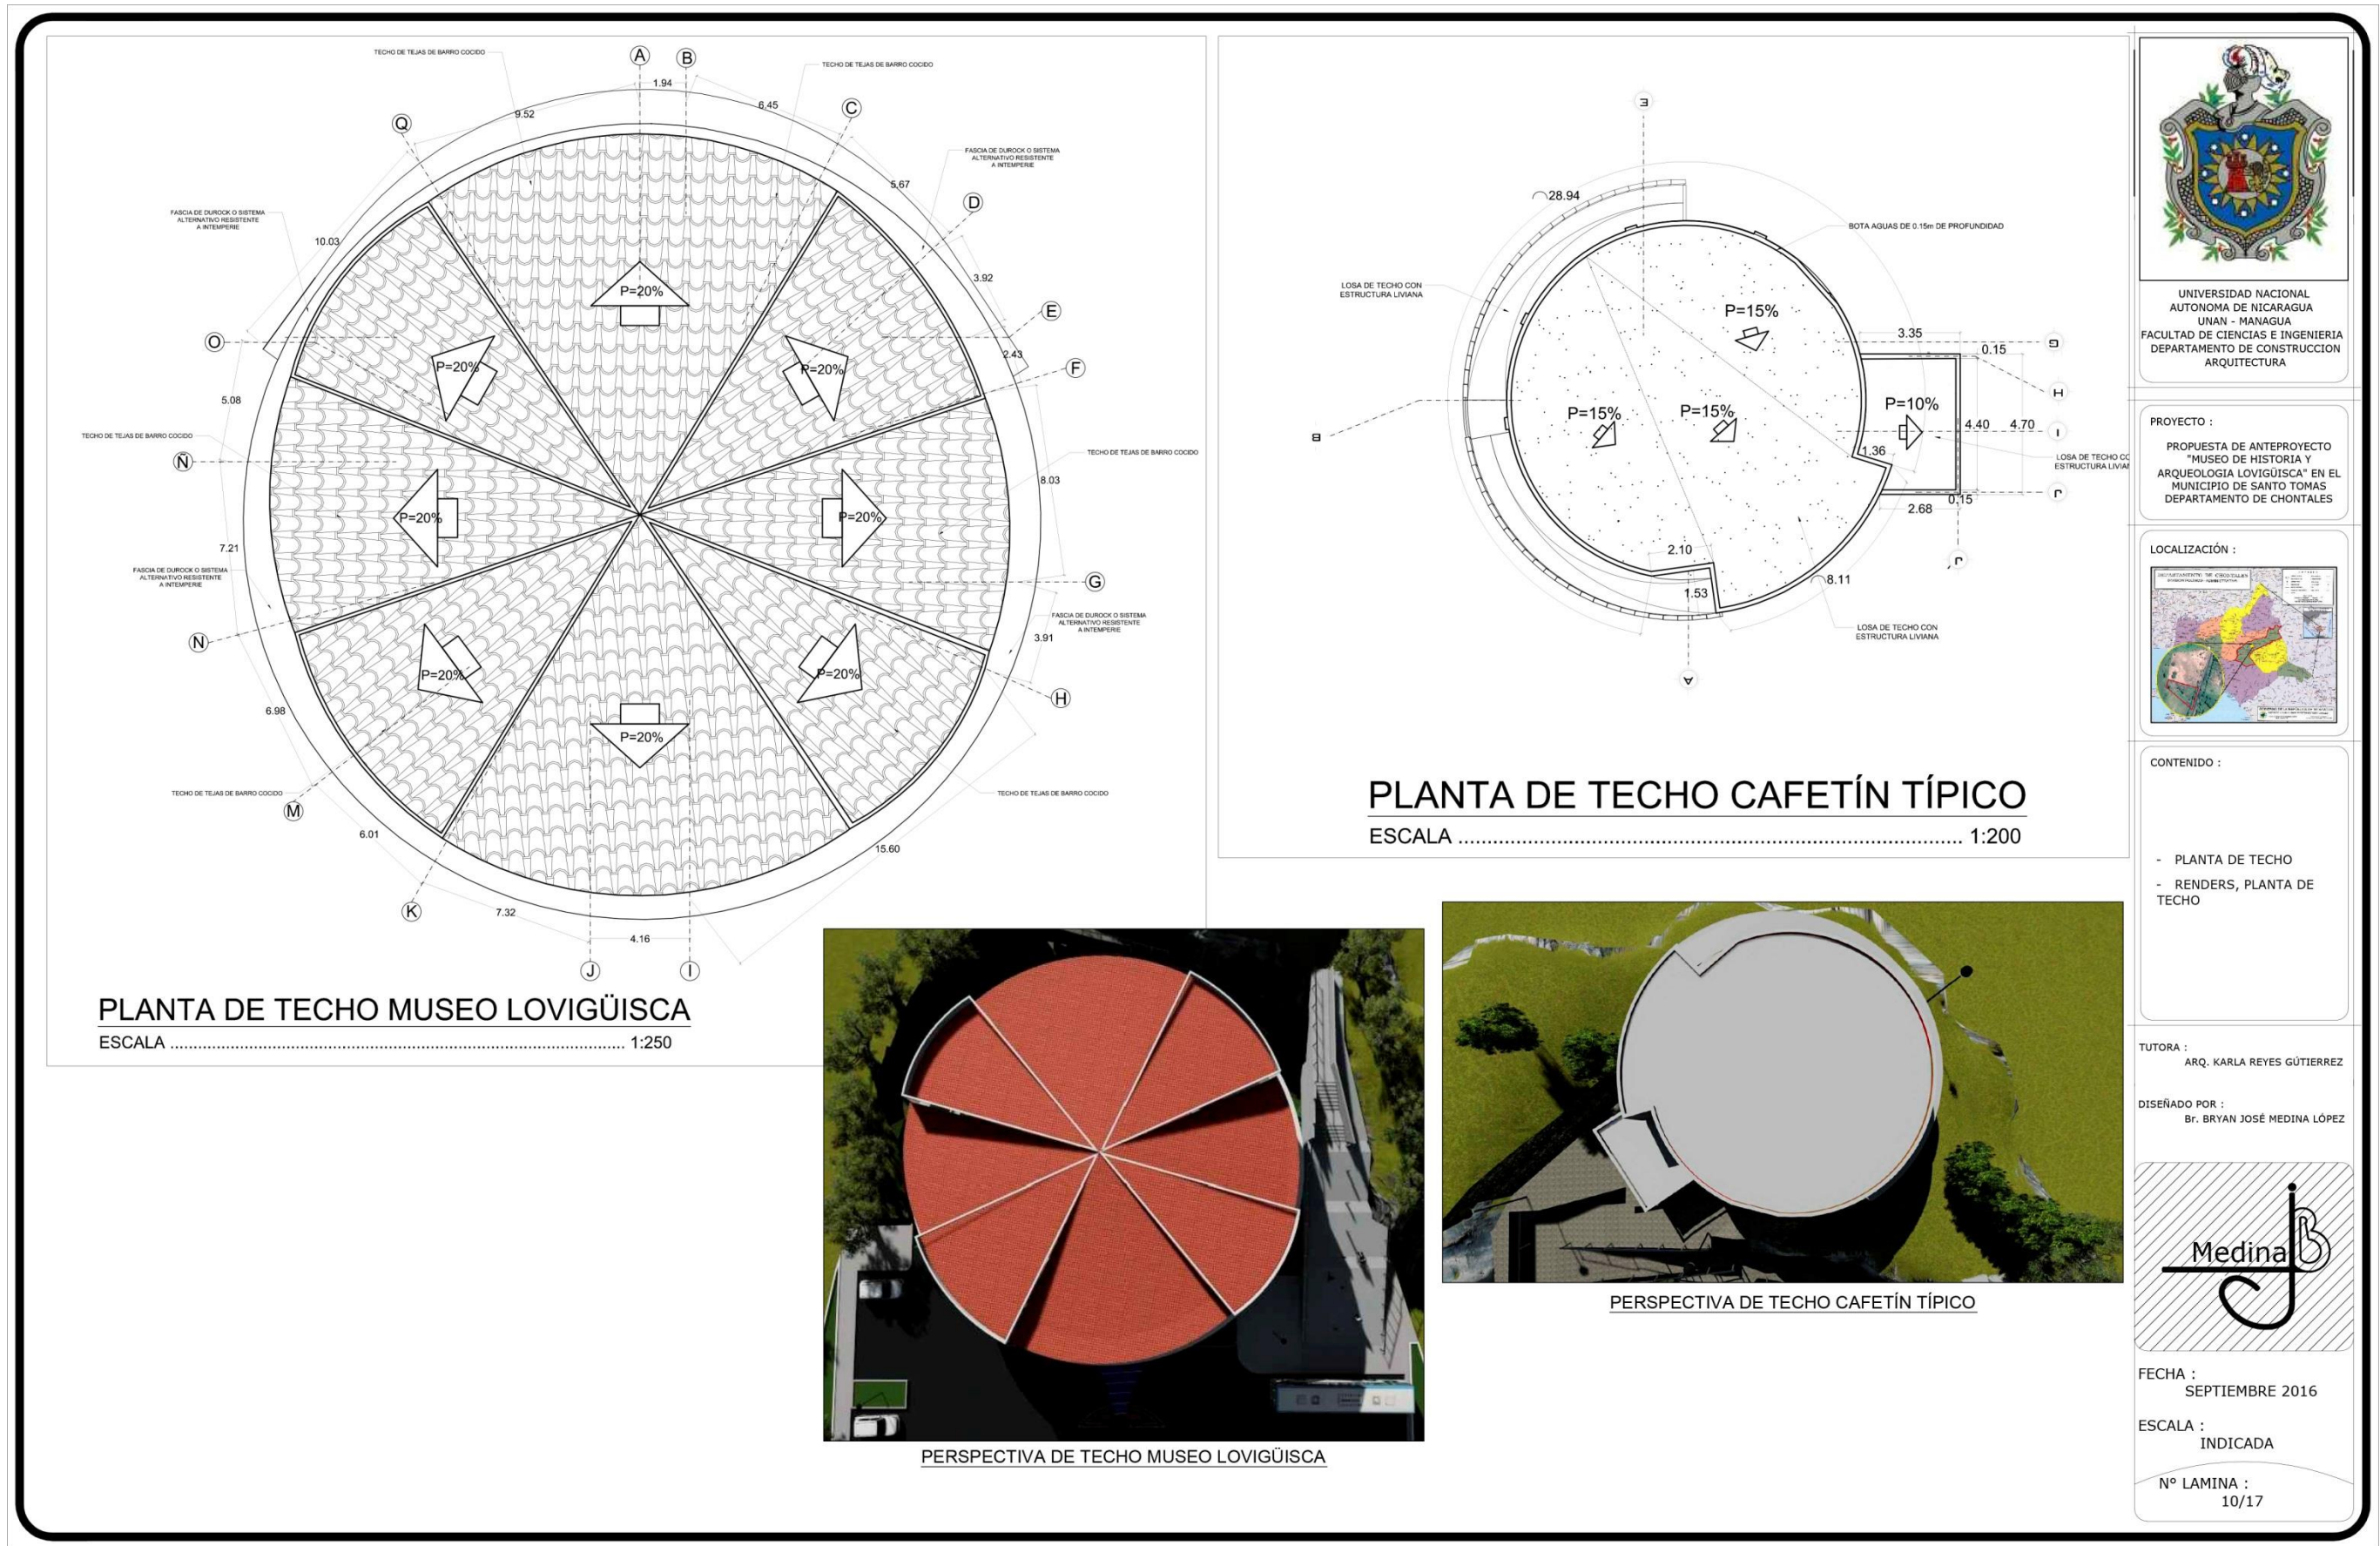 TECHO DE TEJAS DE BARRO COCIDO
A
B
TECHO DE TEJAS DE BARRO COCIDO
1.94
6.45
C
9.52
Q
FASCIA DE DUROCK O SISTEMA
ALTERNATIVO RESISTENTE
A INTEMPERIE
5.67
D
FASCIA DE DUROCK O SISTEMA
ALTERNATIVO RESISTENTE
A INTEMPERIE
10.03
3.92
P=20%
E
O
2.43
P=20%
P=20%
F
5.08
TECHO DE TEJAS DE BARRO COCIDO
TECHO DE TEJAS DE BARRO COCIDO
Ñ
8.03
P=20%
P=20%
7.21
FASCIA DE DUROCK O SISTEMA
ALTERNATIVO RESISTENTE
A INTEMPERIE
G
FASCIA DE DUROCK O SISTEMA
ALTERNATIVO RESISTENTE
A INTEMPERIE
3.91
N
P=20%
P=20%
H
6.98
P=20%
TECHO DE TEJAS DE BARRO COCIDO
TECHO DE TEJAS DE BARRO COCIDO
M
6.01
15.60
K
7.32
4.16
J
I
PLANTA DE TECHO MUSEO LOVIGÜISCA
ESCALA ........ 1:250
E
28.94
BOTA AGUAS DE 0.15m DE PROFUNDIDAD
LOSA DE TECHO CON
ESTRUCTURA LIVIANA
P=15%
3.35
G
0.15
H
P=15%
P=15%
P=10%
4.40
4.70
I
B
1.36
LOSA DE TECHO CO
ESTRUCTURA LIVIA
J
0.15
2.68
2.10
J'
8.11
1.53
LOSA DE TECHO CON
ESTRUCTURA LIVIANA
A
PLANTA DE TECHO CAFETÍN TÍPICO
ESCALA ........ 1:200
PERSPECTIVA DE TECHO MUSEO LOVIGÜISCA
PERSPECTIVA DE TECHO CAFETÍN TÍPICO
UNIVERSIDAD NACIONAL
AUTONOMA DE NICARAGUA
UNAN - MANAGUA
FACULTAD DE CIENCIAS E INGENIERIA
DEPARTAMENTO DE CONSTRUCCION
ARQUITECTURA
PROYECTO :
PROPUESTA DE ANTEPROYECTO
"MUSEO DE HISTORIA Y
ARQUEOLOGIA LOVIGÜISCA" EN EL
MUNICIPIO DE SANTO TOMAS
DEPARTAMENTO DE CHONTALES
LOCALIZACIÓN :
DEPARTAMENTO DE CHONTALES
CONTENIDO :
- PLANTA DE TECHO
- RENDERS, PLANTA DE
TECHO
TUTORA :
ARQ. KARLA REYES GÚTIERREZ
DISEÑADO POR :
Br. BRYAN JOSÉ MEDINA LÓPEZ
Medina JB
FECHA :
SEPTIEMBRE 2016
ESCALA :
INDICADA
Nº LAMINA :
10/17